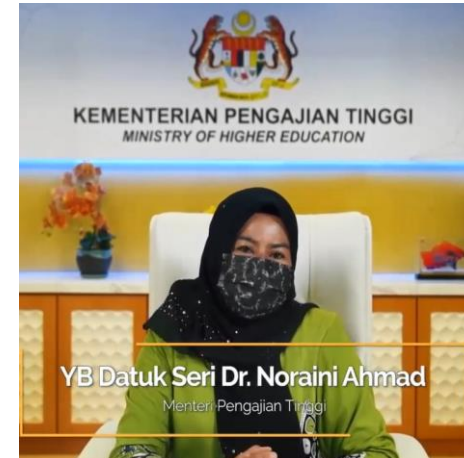 KEMENTERIAN PENGAJIAN TINGGI
MINISTRY OF HIGHER EDUCATION
YB Datuk Seri Dr. Noraini Ahmad
Menteri Pengajian Tinggi